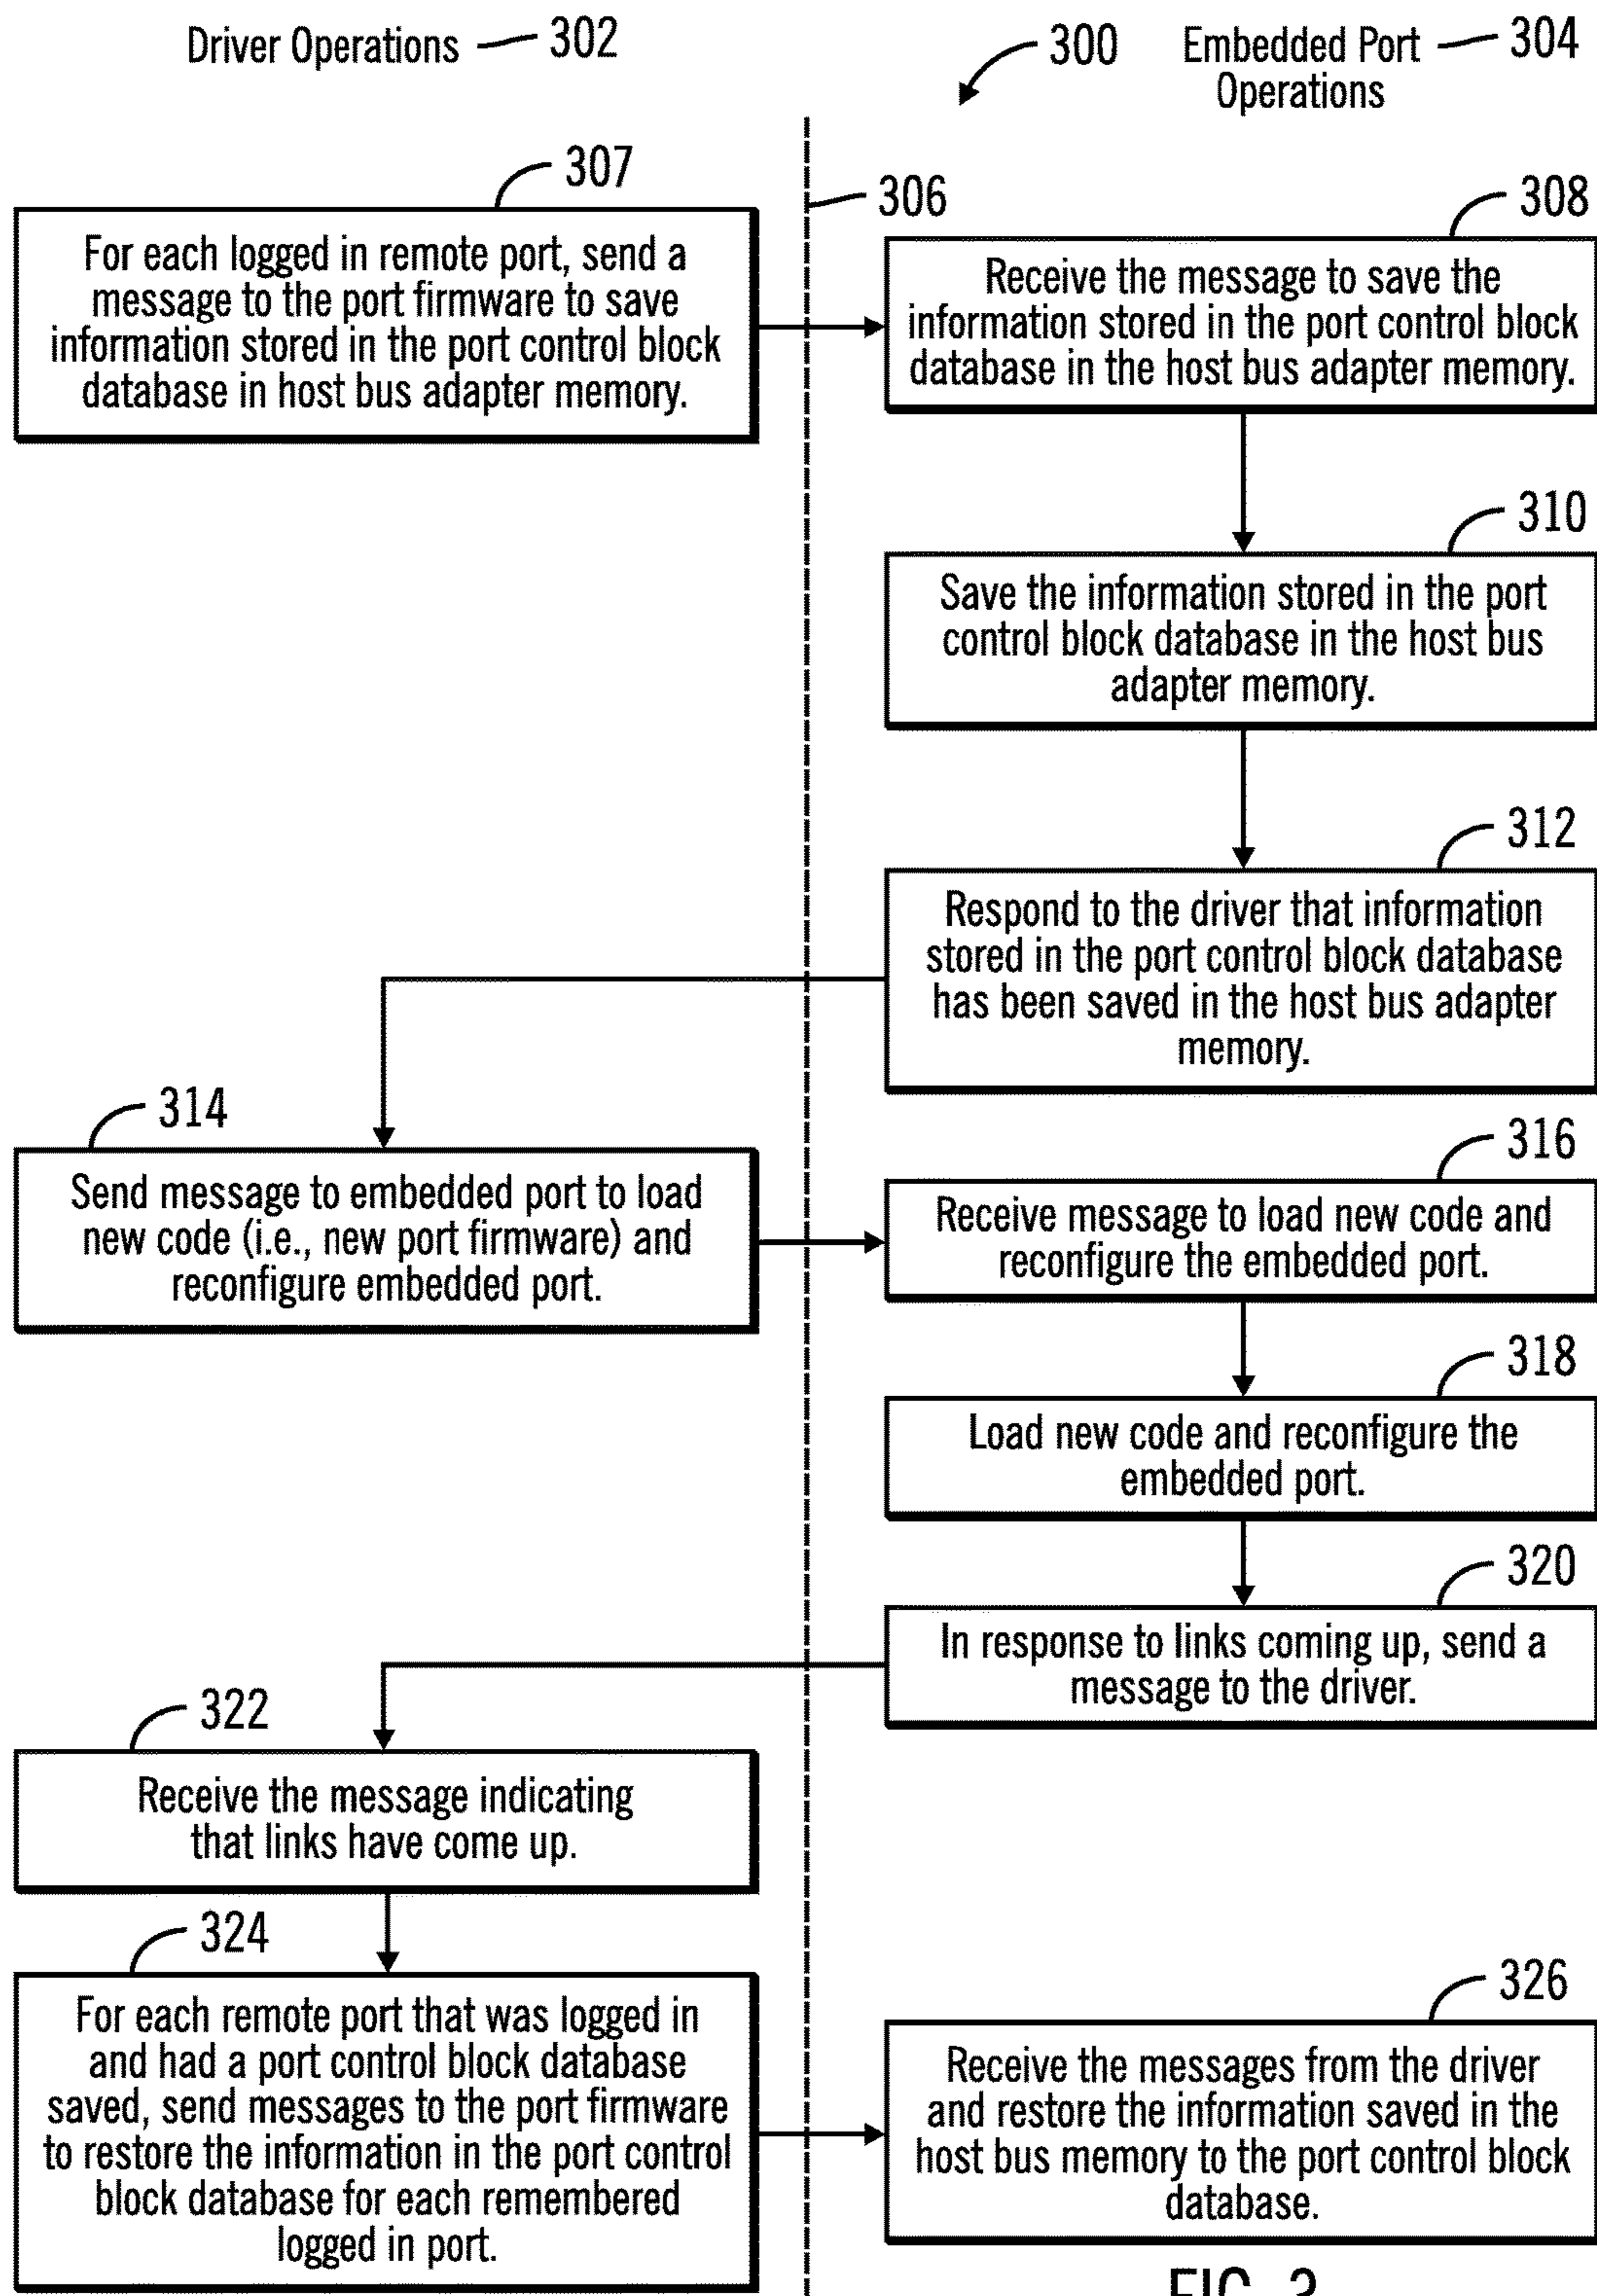 Driver Operations 302
300
Embedded Port 304
Operations
307
For each logged in remote port, send a
message to the port firmware to save
information stored in the port control block
database in host bus adapter memory.
306
308
Receive the message to save the
information stored in the port control block
database in the host bus adapter memory.
310
Save the information stored in the port
control block database in the host bus
adapter memory.
312
Respond to the driver that information
stored in the port control block database
has been saved in the host bus adapter
memory.
314
Send message to embedded port to load
new code (i.e., new port firmware) and
reconfigure embedded port.
316
Receive message to load new code and
reconfigure the embedded port.
318
Load new code and reconfigure the
embedded port.
320
In response to links coming up, send a
message to the driver.
322
Receive the message indicating
that links have come up.
324
For each remote port that was logged in
and had a port control block database
saved, send messages to the port firmware
to restore the information in the port control
block database for each remembered
logged in port.
326
Receive the messages from the driver
and restore the information saved in the
host bus memory to the port control block
database.
FIG. 3